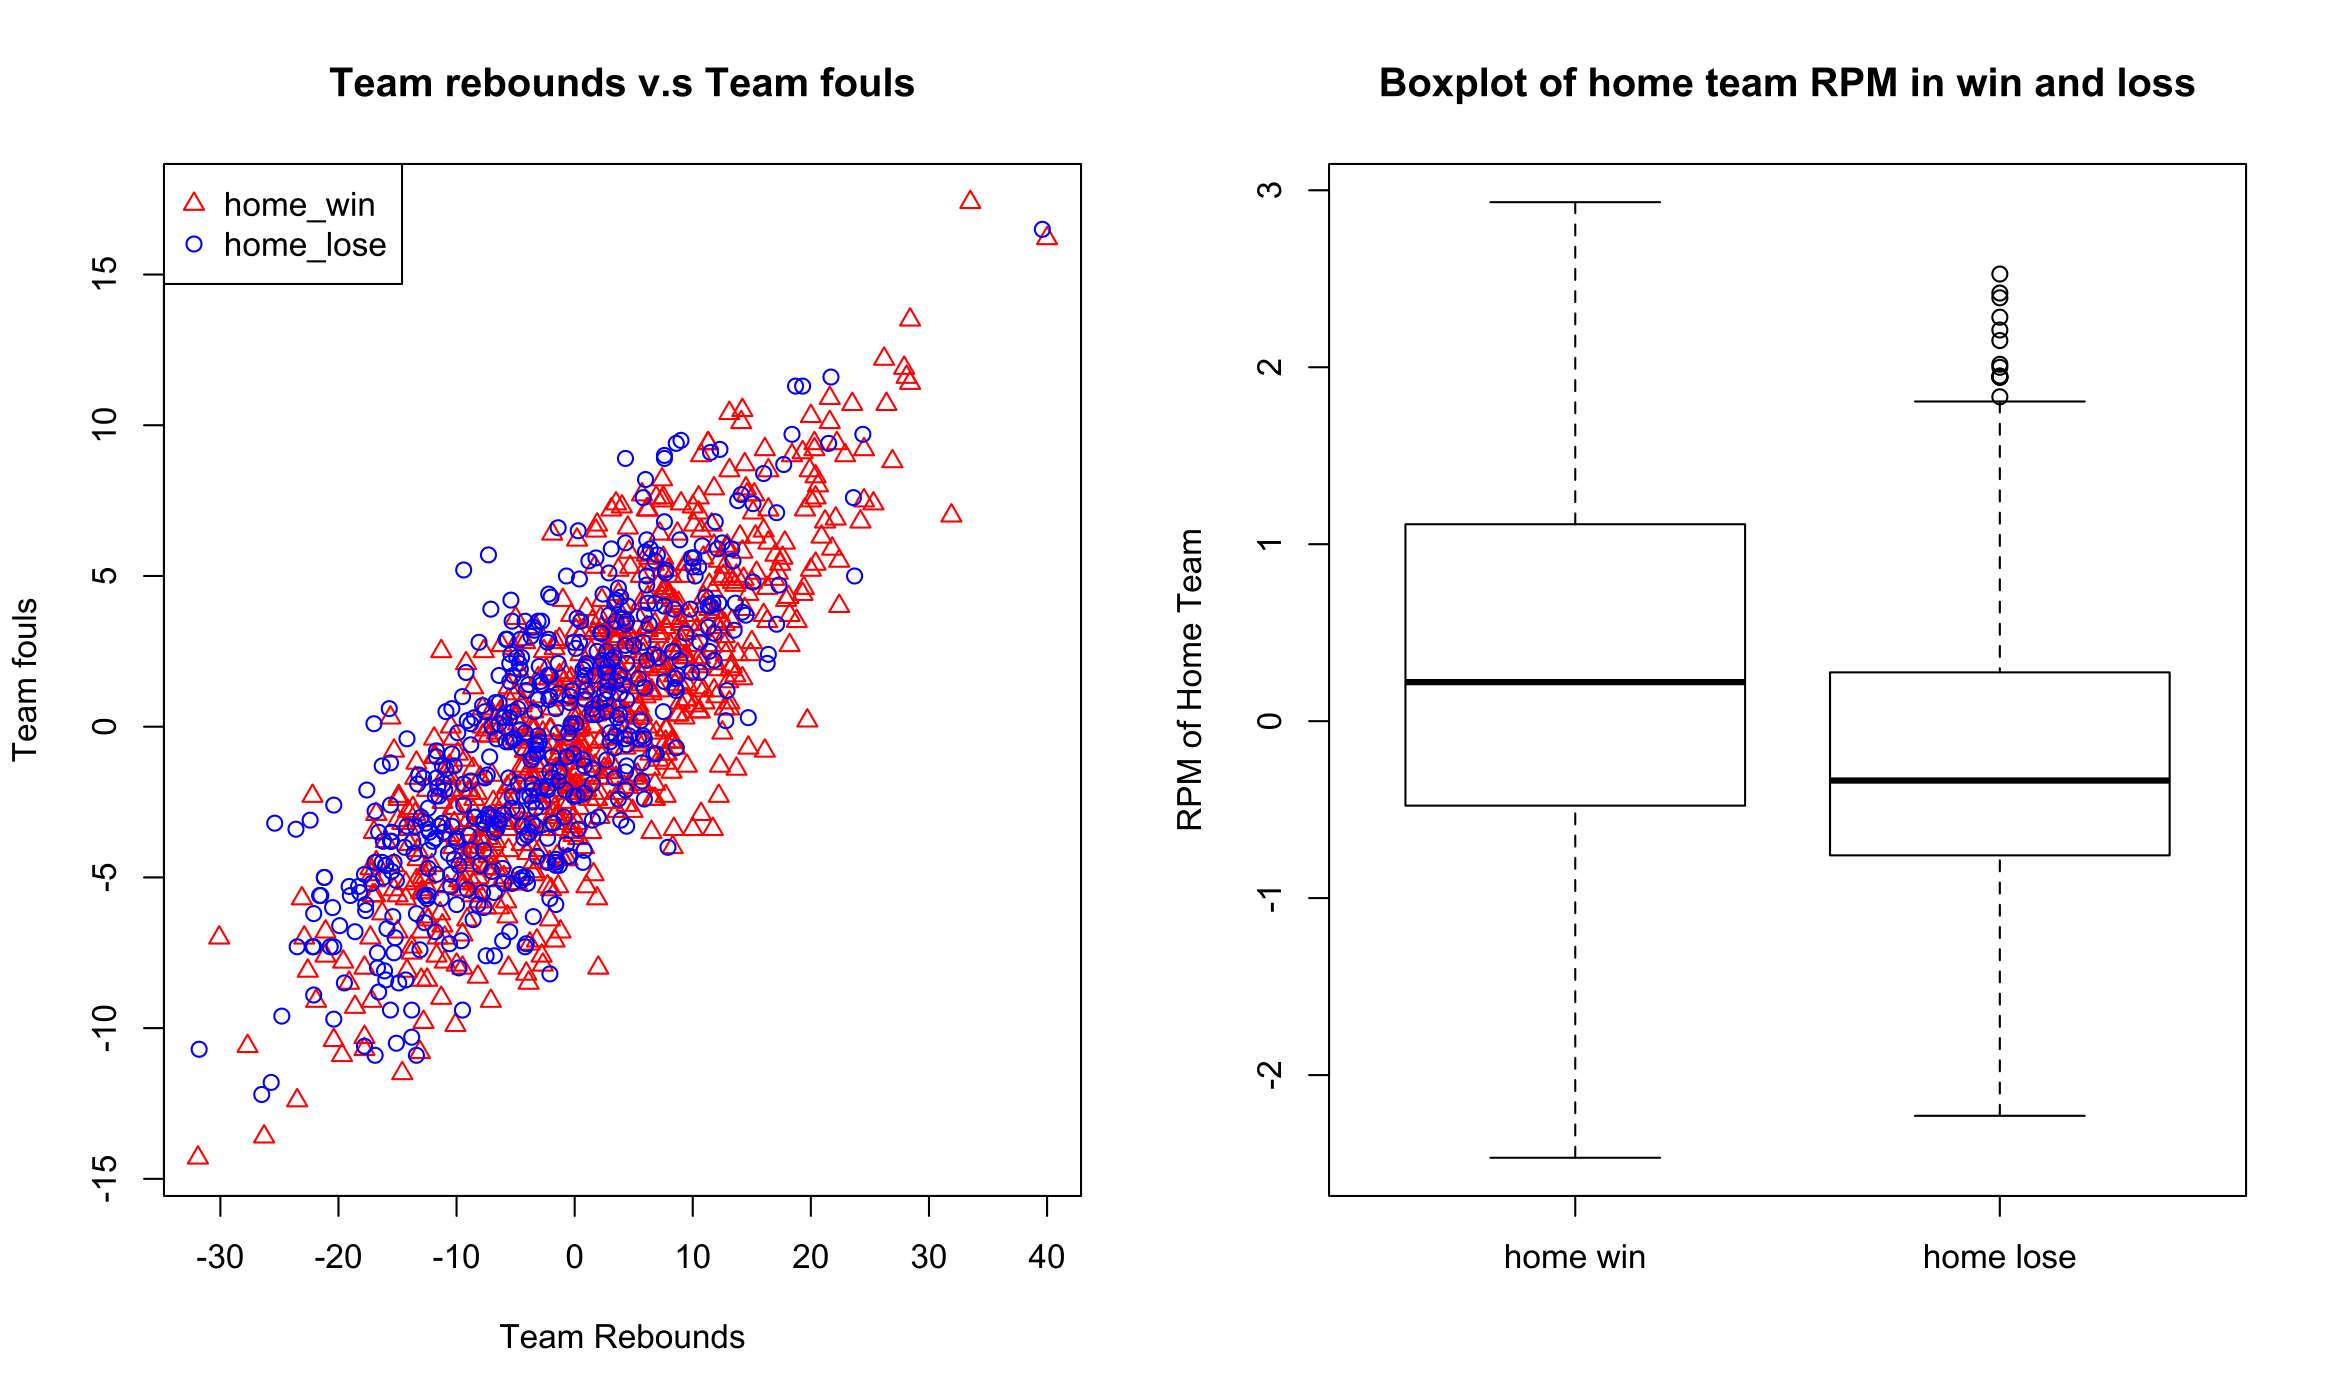 Team rebounds v.s Team fouls
home_win
home_lose
Team fouls
15
10
5
0
-5
-10
-15
-30 -20 -10 0 10 20 30 40
Team Rebounds
Boxplot of home team RPM in win and loss
RPM of Home Team
3
2
1
0
-1
-2
home win home lose